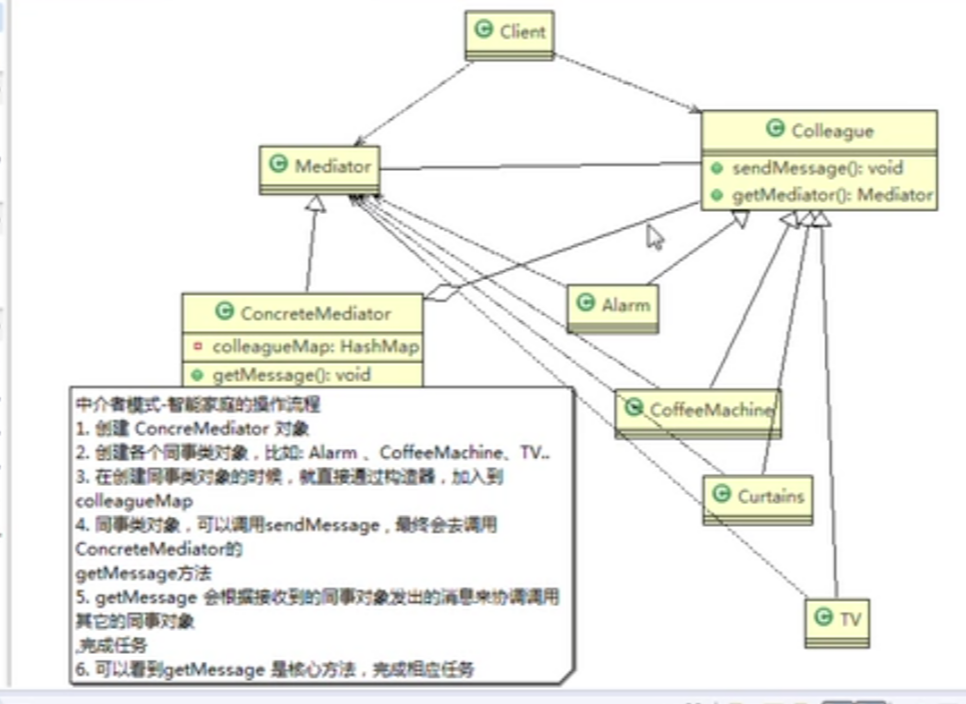 Client
Colleague
sendMessage(): void
getMediator(): Mediator
Mediator
ConcreteMediator
colleagueMap: HashMap
getMessage(): void
Alarm
CoffeeMachine
Curtains
TV
中介者模式-智能家庭的操作流程
1. 创建 ConcreMediator 对象
2. 创建各个同事类对象，比如: Alarm 、CoffeeMachine、TV..
3. 在创建同事类对象的时候，就直接通过构造器，加入到
colleagueMap
4. 同事类对象，可以调用sendMessage，最终会去调用
ConcreteMediator的
getMessage方法
5. getMessage 会根据接收到的同事对象发出的消息来协调调用
其它的同事对象
,完成任务
6. 可以看到getMessage 是核心方法，完成相应任务